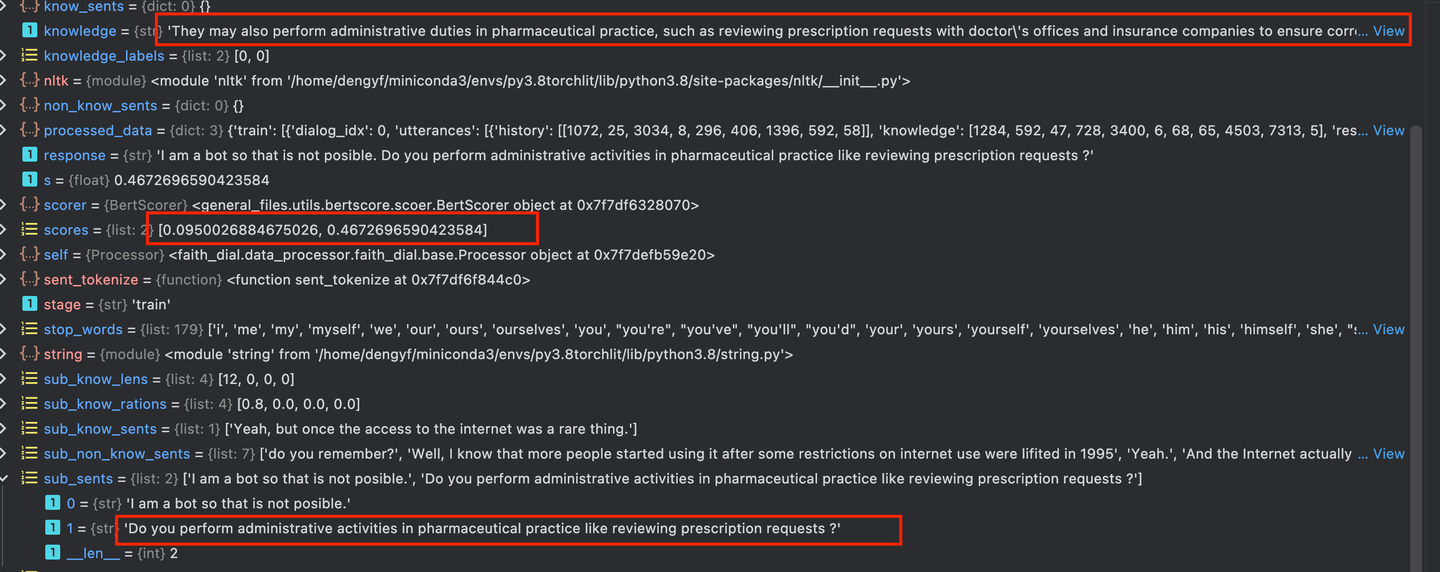 know_sents = {dict: 0} {}
knowledge = {str} 'They may also perform administrative duties in pharmaceutical practice, such as reviewing prescription requests with doctor\'s offices and insurance companies to ensure corr... View
knowledge_labels = {list: 2} [0, 0]
nltk = {module} <module 'nltk' from '/home/dengyf/miniconda3/envs/py3.8torchlit/lib/python3.8/site-packages/nltk/__init__.py'>
non_know_sents = {dict: 0} {}
processed_data = {dict: 3} {'train': [{'dialog_idx': 0, 'utterances': [{'history': [[1072, 25, 3034, 8, 296, 406, 1396, 592, 58]], 'knowledge': [1284, 592, 47, 728, 3400, 6, 68, 65, 4503, 7313, 5], 'res... View
response = {str} 'I am a bot so that is not posible. Do you perform administrative activities in pharmaceutical practice like reviewing prescription requests ?'
s = {float} 0.4672696590423584
scorer = {BertScorer} <general_files.utils.bertscore.scoer.BertScorer object at 0x7f7df6328070>
scores = {list: 2} [0.0950026884675026, 0.4672696590423584]
self = {Processor} <faith_dial.data_processor.faith_dial.base.Processor object at 0x7f7defb59e20>
sent_tokenize = {function} <function sent_tokenize at 0x7f7df6f844c0>
stage = {str} 'train'
stop_words = {list: 179} ['i', 'me', 'my', 'myself', 'we', 'our', 'ours', 'ourselves', 'you', "you're", "you've", "you'll", "you'd", 'your', 'yours', 'yourself', 'yourselves', 'he', 'him', 'his', 'himself', 'she', "s... View
string = {module} <module 'string' from '/home/dengyf/miniconda3/envs/py3.8torchlit/lib/python3.8/string.py'>
sub_know_lens = {list: 4} [12, 0, 0, 0]
sub_know_rations = {list: 4} [0.8, 0.0, 0.0, 0.0]
sub_know_sents = {list: 1} ['Yeah, but once the access to the internet was a rare thing.']
sub_non_know_sents = {list: 7} ['do you remember?', 'Well, I know that more people started using it after some restrictions on internet use were lifited in 1995', 'Yeah.', 'And the Internet actually ... View
sub_sents = {list: 2} ['I am a bot so that is not posible.', 'Do you perform administrative activities in pharmaceutical practice like reviewing prescription requests ?']
0 = {str} 'I am a bot so that is not posible.'
1 = {str} 'Do you perform administrative activities in pharmaceutical practice like reviewing prescription requests ?'
__len__ = {int} 2